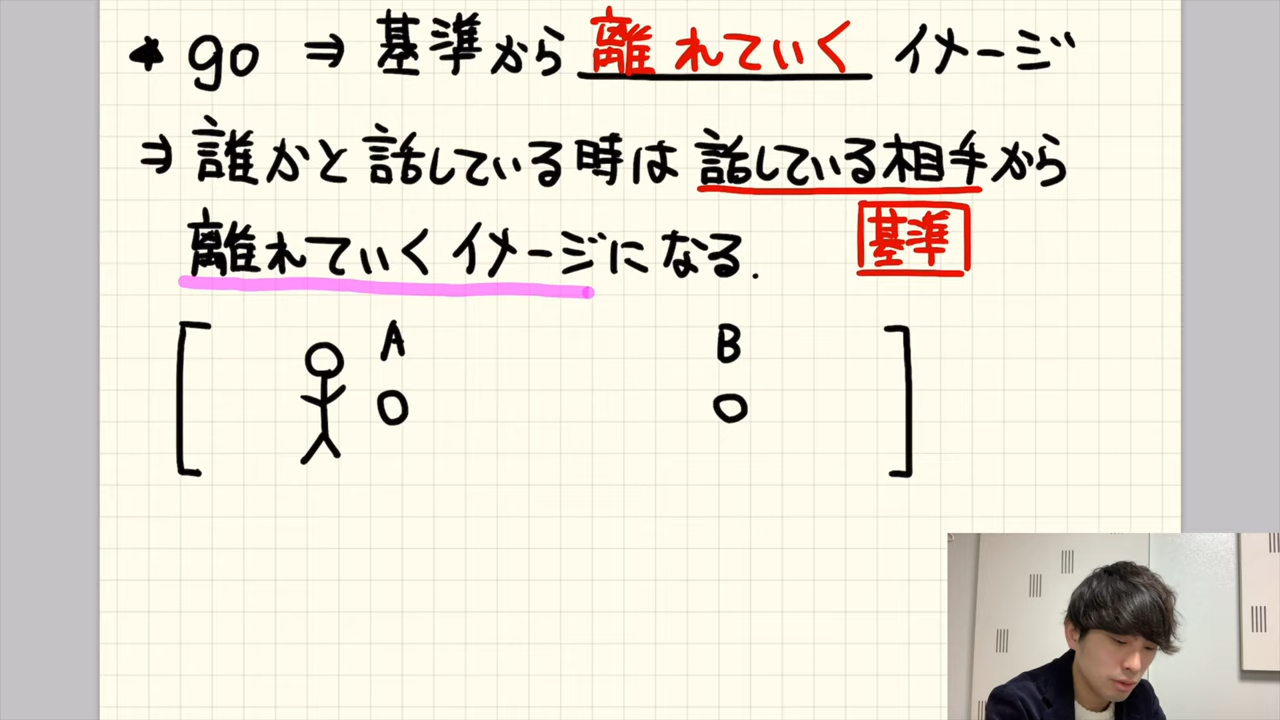 ★ go ⇒ 基準から離れていくイメージ
⇒ 誰かと話している時は話している相手から
離れていくイメージになる.
基準
A B